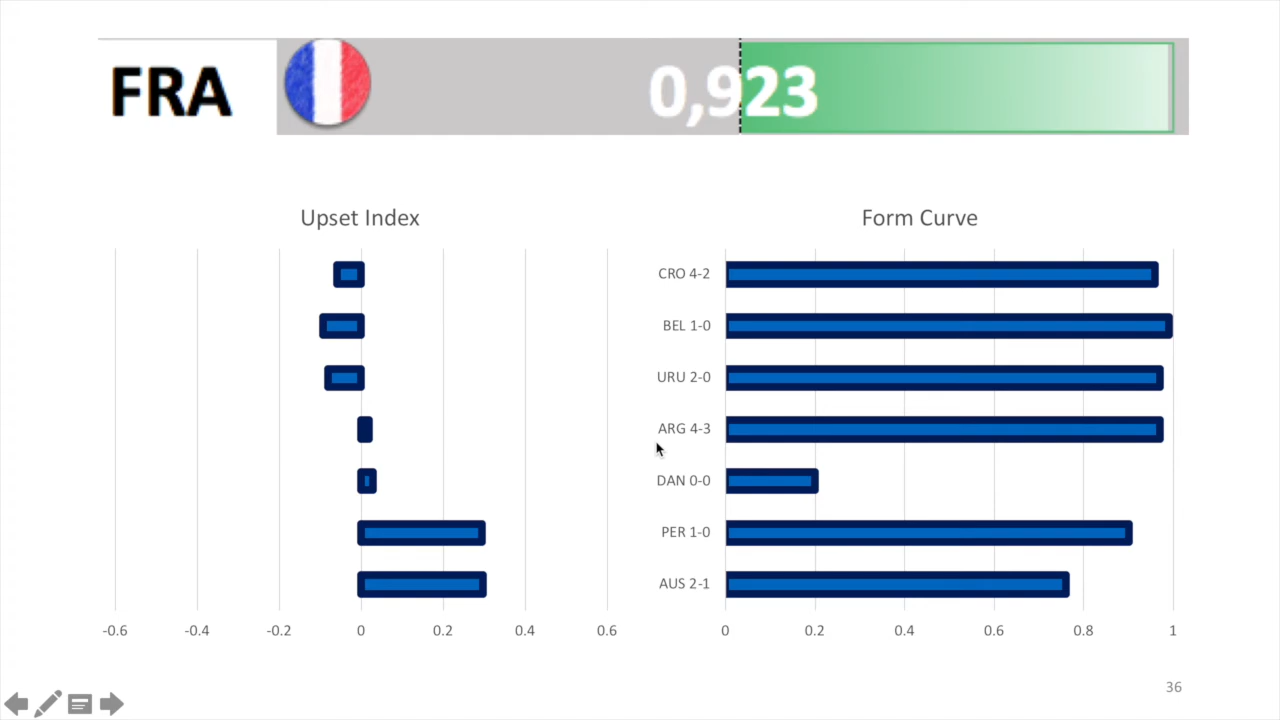 FRA
0,923
Upset Index
Form Curve
CRO 4-2
BEL 1-0
URU 2-0
ARG 4-3
DAN 0-0
PER 1-0
AUS 2-1
-0.6 -0.4 -0.2 0 0.2 0.4 0.6
0 0.2 0.4 0.6 0.8 1
36